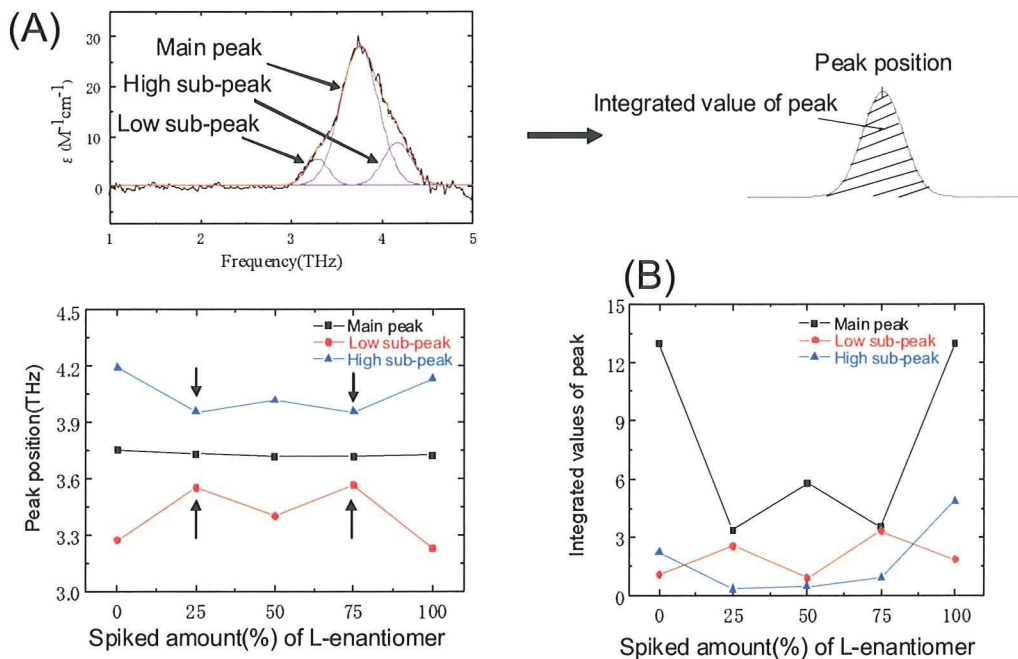 (A)
30
20
10
0
ε (M⁻¹cm⁻¹)
Main peak
High sub-peak
Low sub-peak
1 2 3 4 5
Frequency(THz)
Peak position
Integrated value of peak
4.5
4.2
3.9
3.6
3.3
3.0
Peak position(THz)
Main peak
Low sub-peak
High sub-peak
0 25 50 75 100
Spiked amount(%) of L-enantiomer
(B)
15
12
9
6
3
0
Integrated values of peak
Main peak
Low sub-peak
High sub-peak
0 25 50 75 100
Spiked amount(%) of L-enantiomer